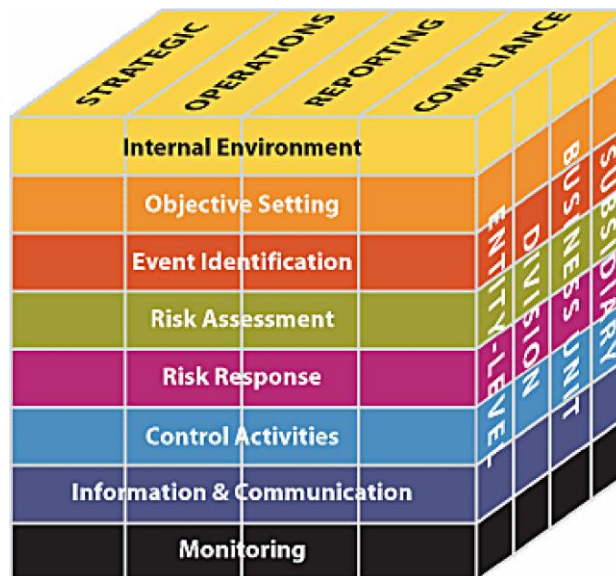 STRATEGIC
OPERATIONS
REPORTING
COMPLIANCE
Internal Environment
Objective Setting
Event Identification
Risk Assessment
Risk Response
Control Activities
Information & Communication
Monitoring
ENTITY-LEVEL
DIVISION
BUSINESS UNIT
SUBSIDIARY